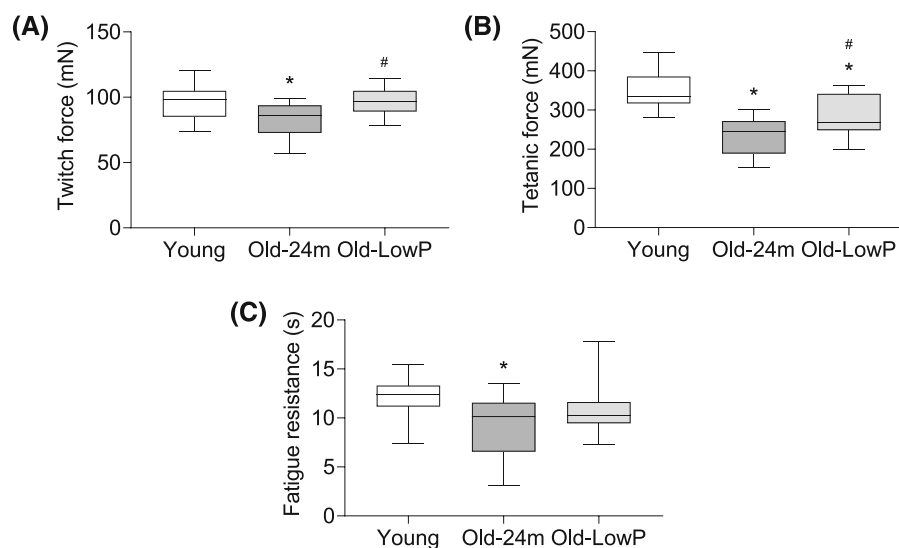 (A)
Twitch force (mN)
150
100
50
0
*
#
Young Old-24m Old-LowP
(B)
Tetanic force (mN)
500
400
300
200
100
0
*
#
*
Young Old-24m Old-LowP
(C)
Fatigue resistance (s)
20
15
10
5
0
*
Young Old-24m Old-LowP